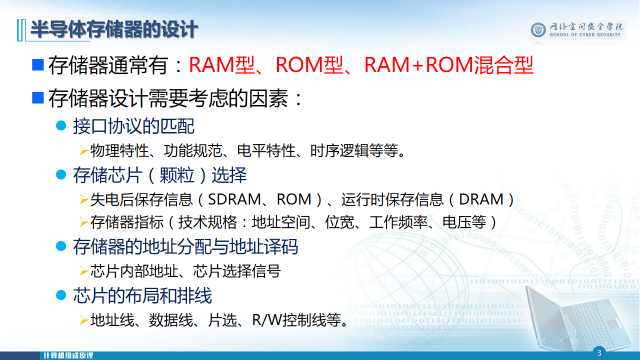 半导体存储器的设计
网络空间安全学院
SCHOOL OF CYBER SECURITY
存储器通常有：RAM型、ROM型、RAM+ROM混合型
存储器设计需要考虑的因素：
接口协议的匹配
物理特性、功能规范、电平特性、时序逻辑等等。
存储芯片（颗粒）选择
失电后保存信息（SDRAM、ROM）、运行时保存信息（DRAM）
存储器指标（技术规格：地址空间、位宽、工作频率、电压等）
存储器的地址分配与地址译码
芯片内部地址、芯片选择信号
芯片的布局和排线
地址线、数据线、片选、R/W控制线等。
计算机组成原理
3